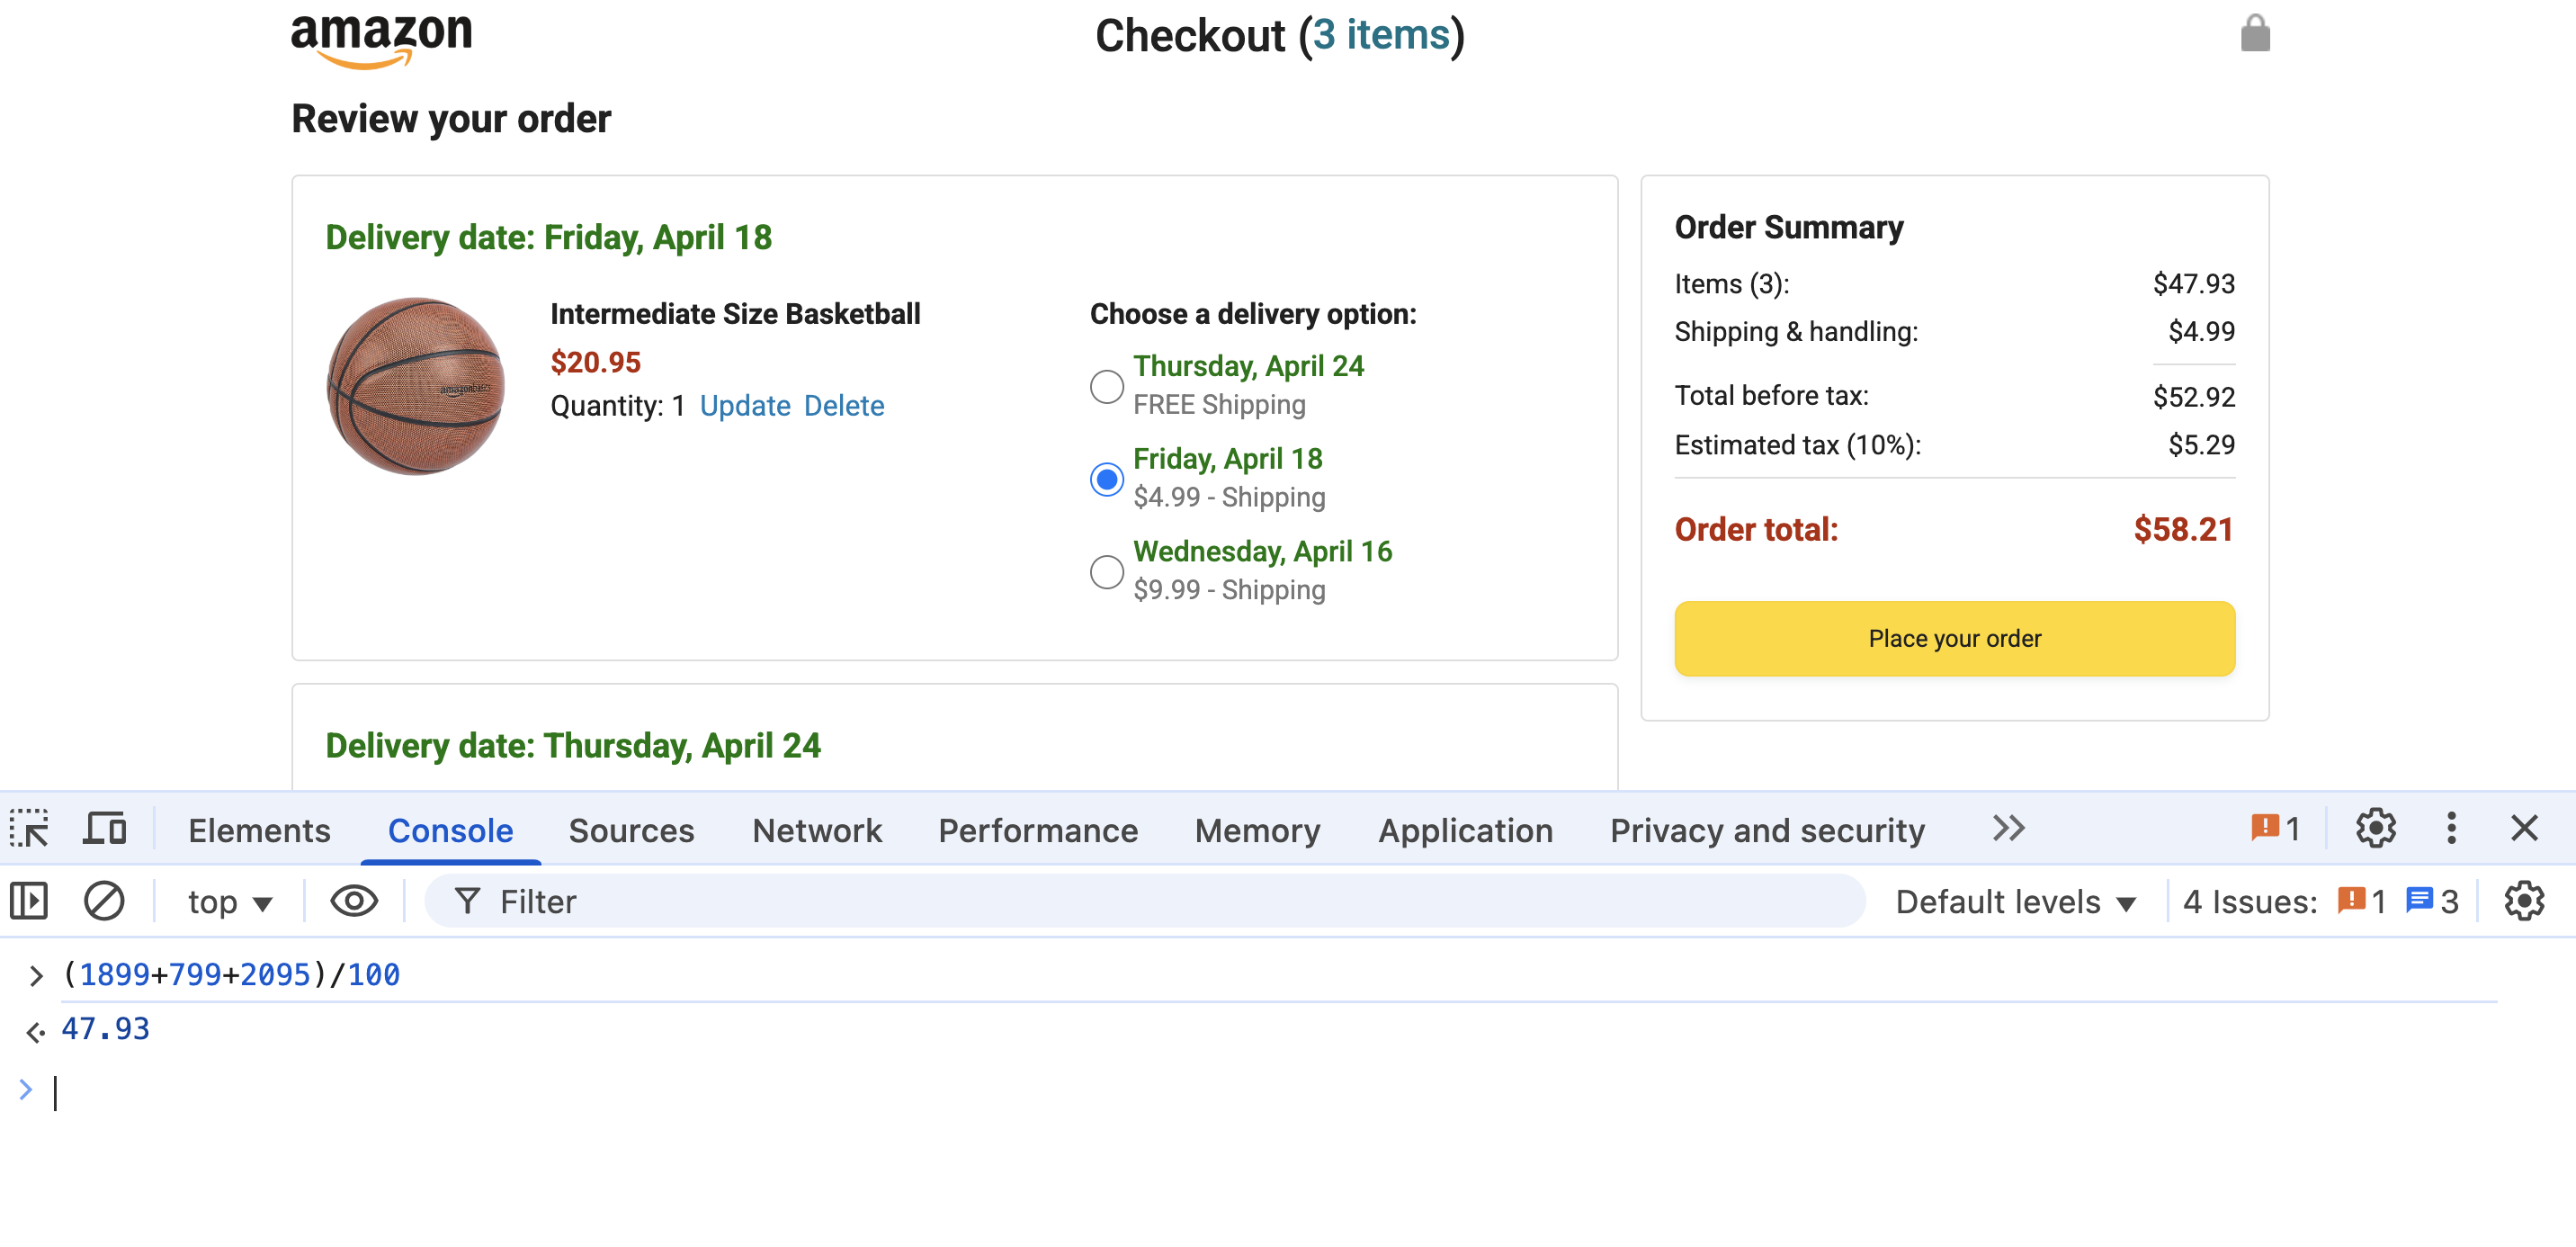 amazon
Checkout (3 items)
Review your order
Delivery date: Friday, April 18
Intermediate Size Basketball
$20.95
Quantity: 1 Update Delete
amazonbasics
Choose a delivery option:
Thursday, April 24
FREE Shipping
Friday, April 18
$4.99 - Shipping
Wednesday, April 16
$9.99 - Shipping
Order Summary
Items (3): $47.93
Shipping & handling: $4.99
Total before tax: $52.92
Estimated tax (10%): $5.29
Order total: $58.21
Place your order
Delivery date: Thursday, April 24
Elements Console Sources Network Performance Memory Application Privacy and security 1
top Filter Default levels 4 Issues: 1 3
(1899+799+2095)/100
47.93